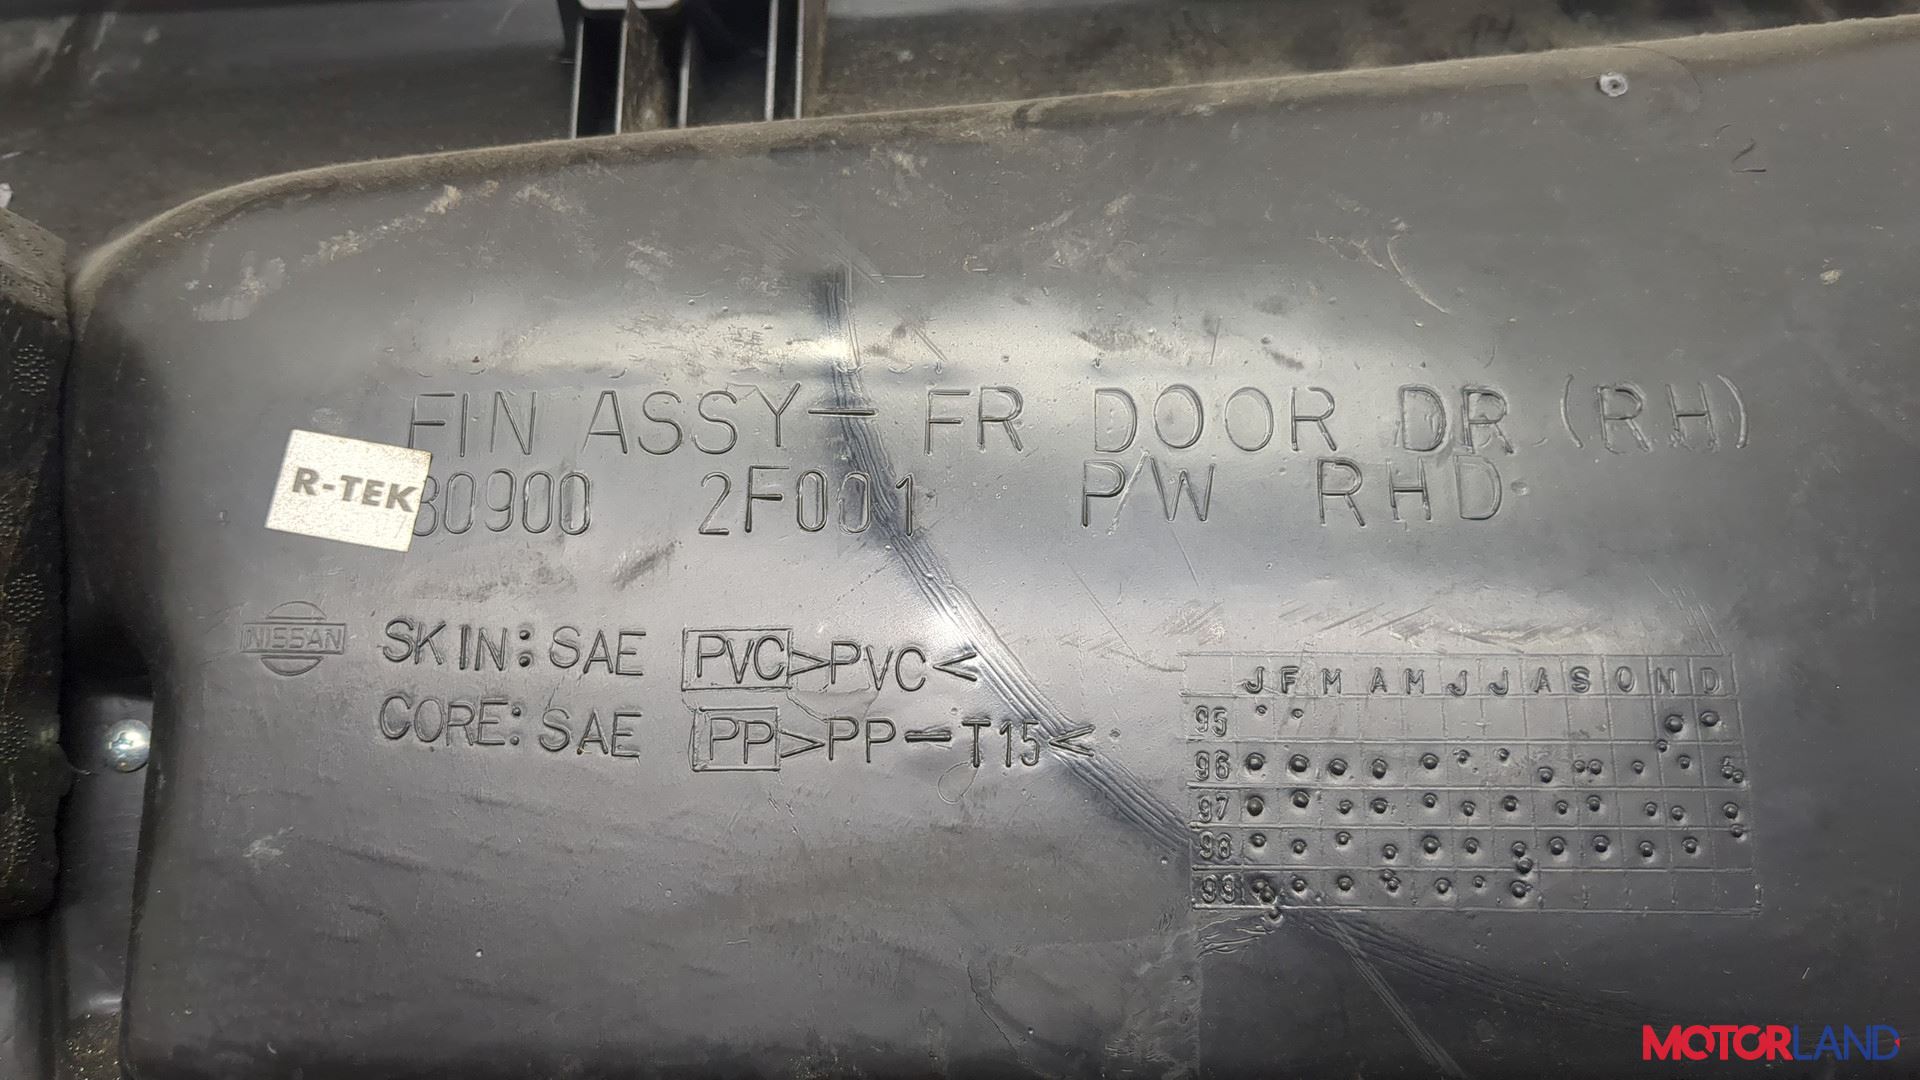 FIN ASSY— FR DOOR DR (RH)
R-TEK
80900 2F001 P/W RHD
NISSAN
SKIN: SAE PVC >PVC<
CORE: SAE PP >PP—T15<
J F M A M J J A S O N D
95
96
97
98
99
MOTORLAND